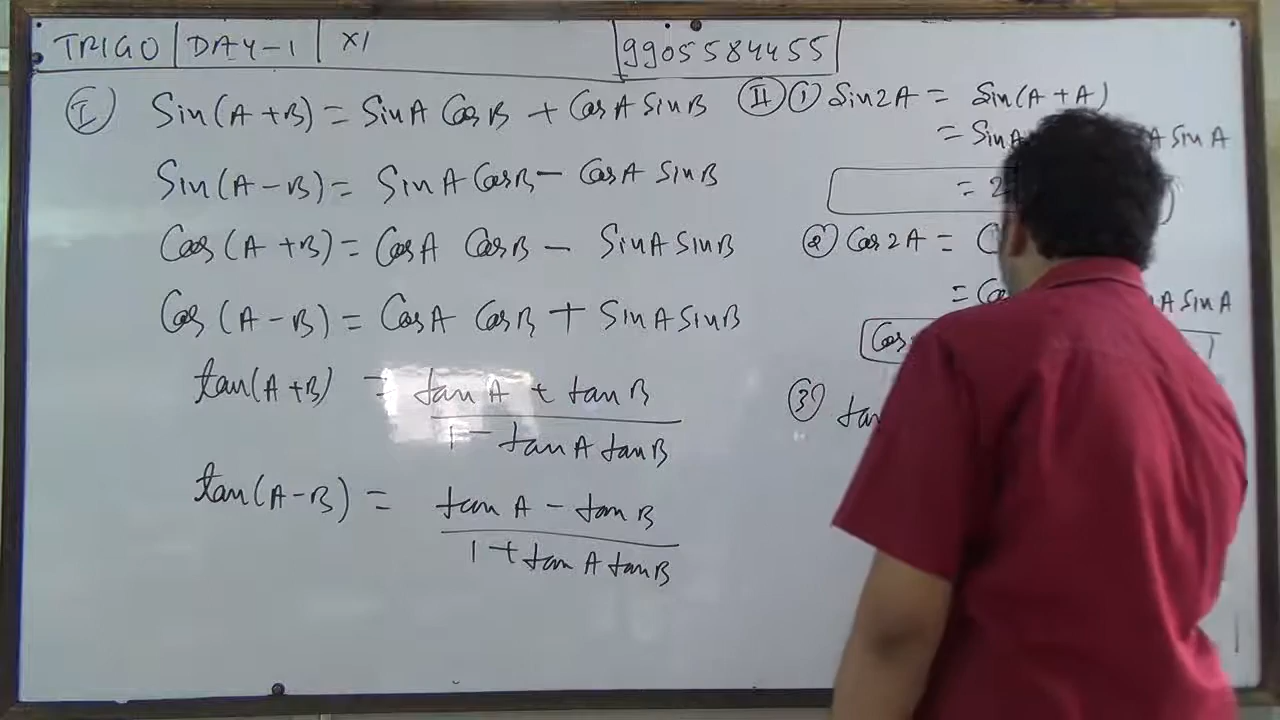 TRIGO | DAY-1 | XI
9905584455
I Sin(A+B) = SinA CosB + CosA SinB
Sin(A-B) = SinA CosB - CosA SinB
Cos(A+B) = CosA CosB - SinA SinB
Cos(A-B) = CosA CosB + SinA SinB
tan(A+B) = tanA + tanB
1 - tanA tanB
tan(A-B) = tanA - tanB
1 + tanA tanB
II 1 Sin2A = Sin(A+A)
= SinA A SinA
= 2
2 Cos2A = C
= Cos A SinA
Cos
3 tan